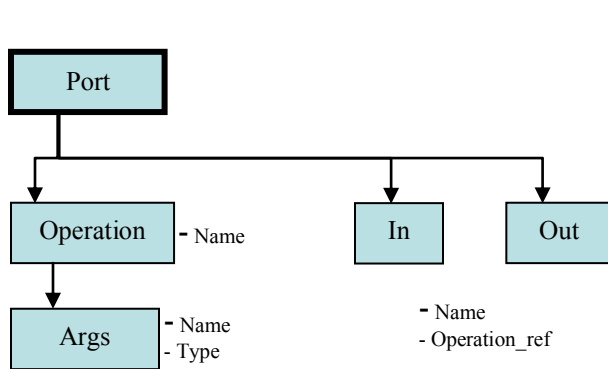 Port
Operation
- Name
In
Out
Args
- Name
- Type
- Name
- Operation_ref